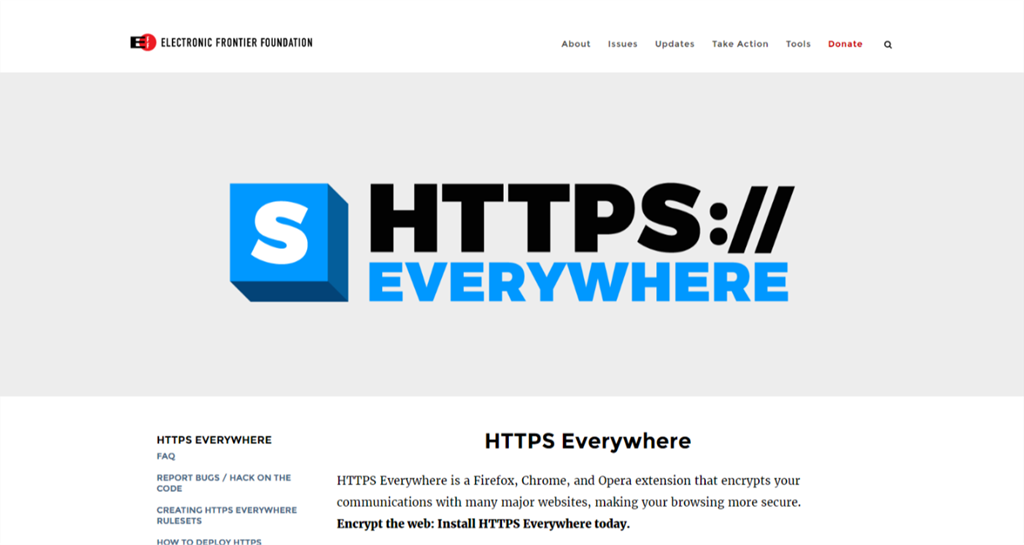 ELECTRONIC FRONTIER FOUNDATION
About Issues Updates Take Action Tools Donate
S
HTTPS://
EVERYWHERE
HTTPS EVERYWHERE
FAQ
REPORT BUGS / HACK ON THE
CODE
CREATING HTTPS EVERYWHERE
RULESETS
HOW TO DEPLOY HTTPS
HTTPS Everywhere
HTTPS Everywhere is a Firefox, Chrome, and Opera extension that encrypts your
communications with many major websites, making your browsing more secure.
Encrypt the web: Install HTTPS Everywhere today.